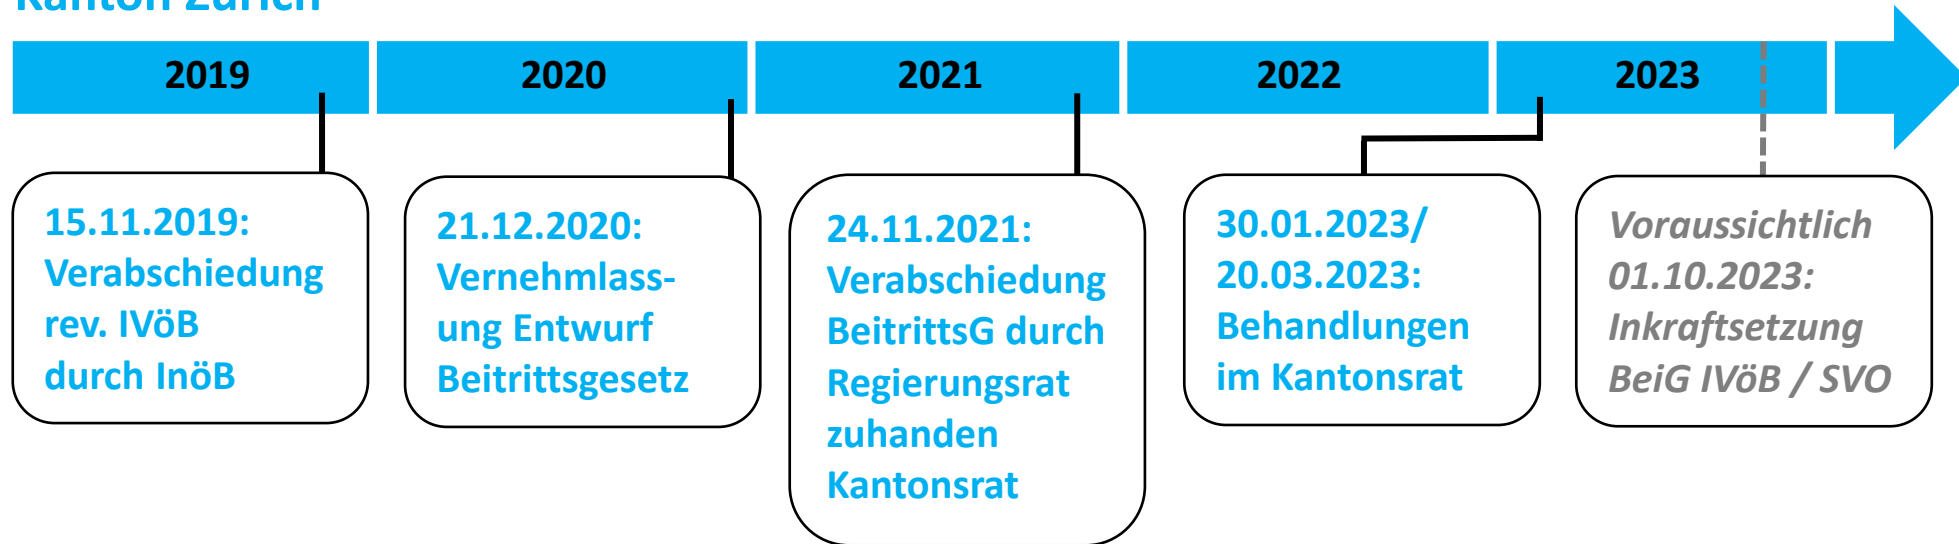 Kanton Zürich
2019 2020 2021 2022 2023
15.11.2019:
Verabschiedung
rev. IVöB
durch InöB
21.12.2020:
Vernehmlass-
ung Entwurf
Beitrittsgesetz
24.11.2021:
Verabschiedung
BeitrittsG durch
Regierungsrat
zuhanden
Kantonsrat
30.01.2023/
20.03.2023:
Behandlungen
im Kantonsrat
Voraussichtlich
01.10.2023:
Inkraftsetzung
BeiG IVöB / SVO